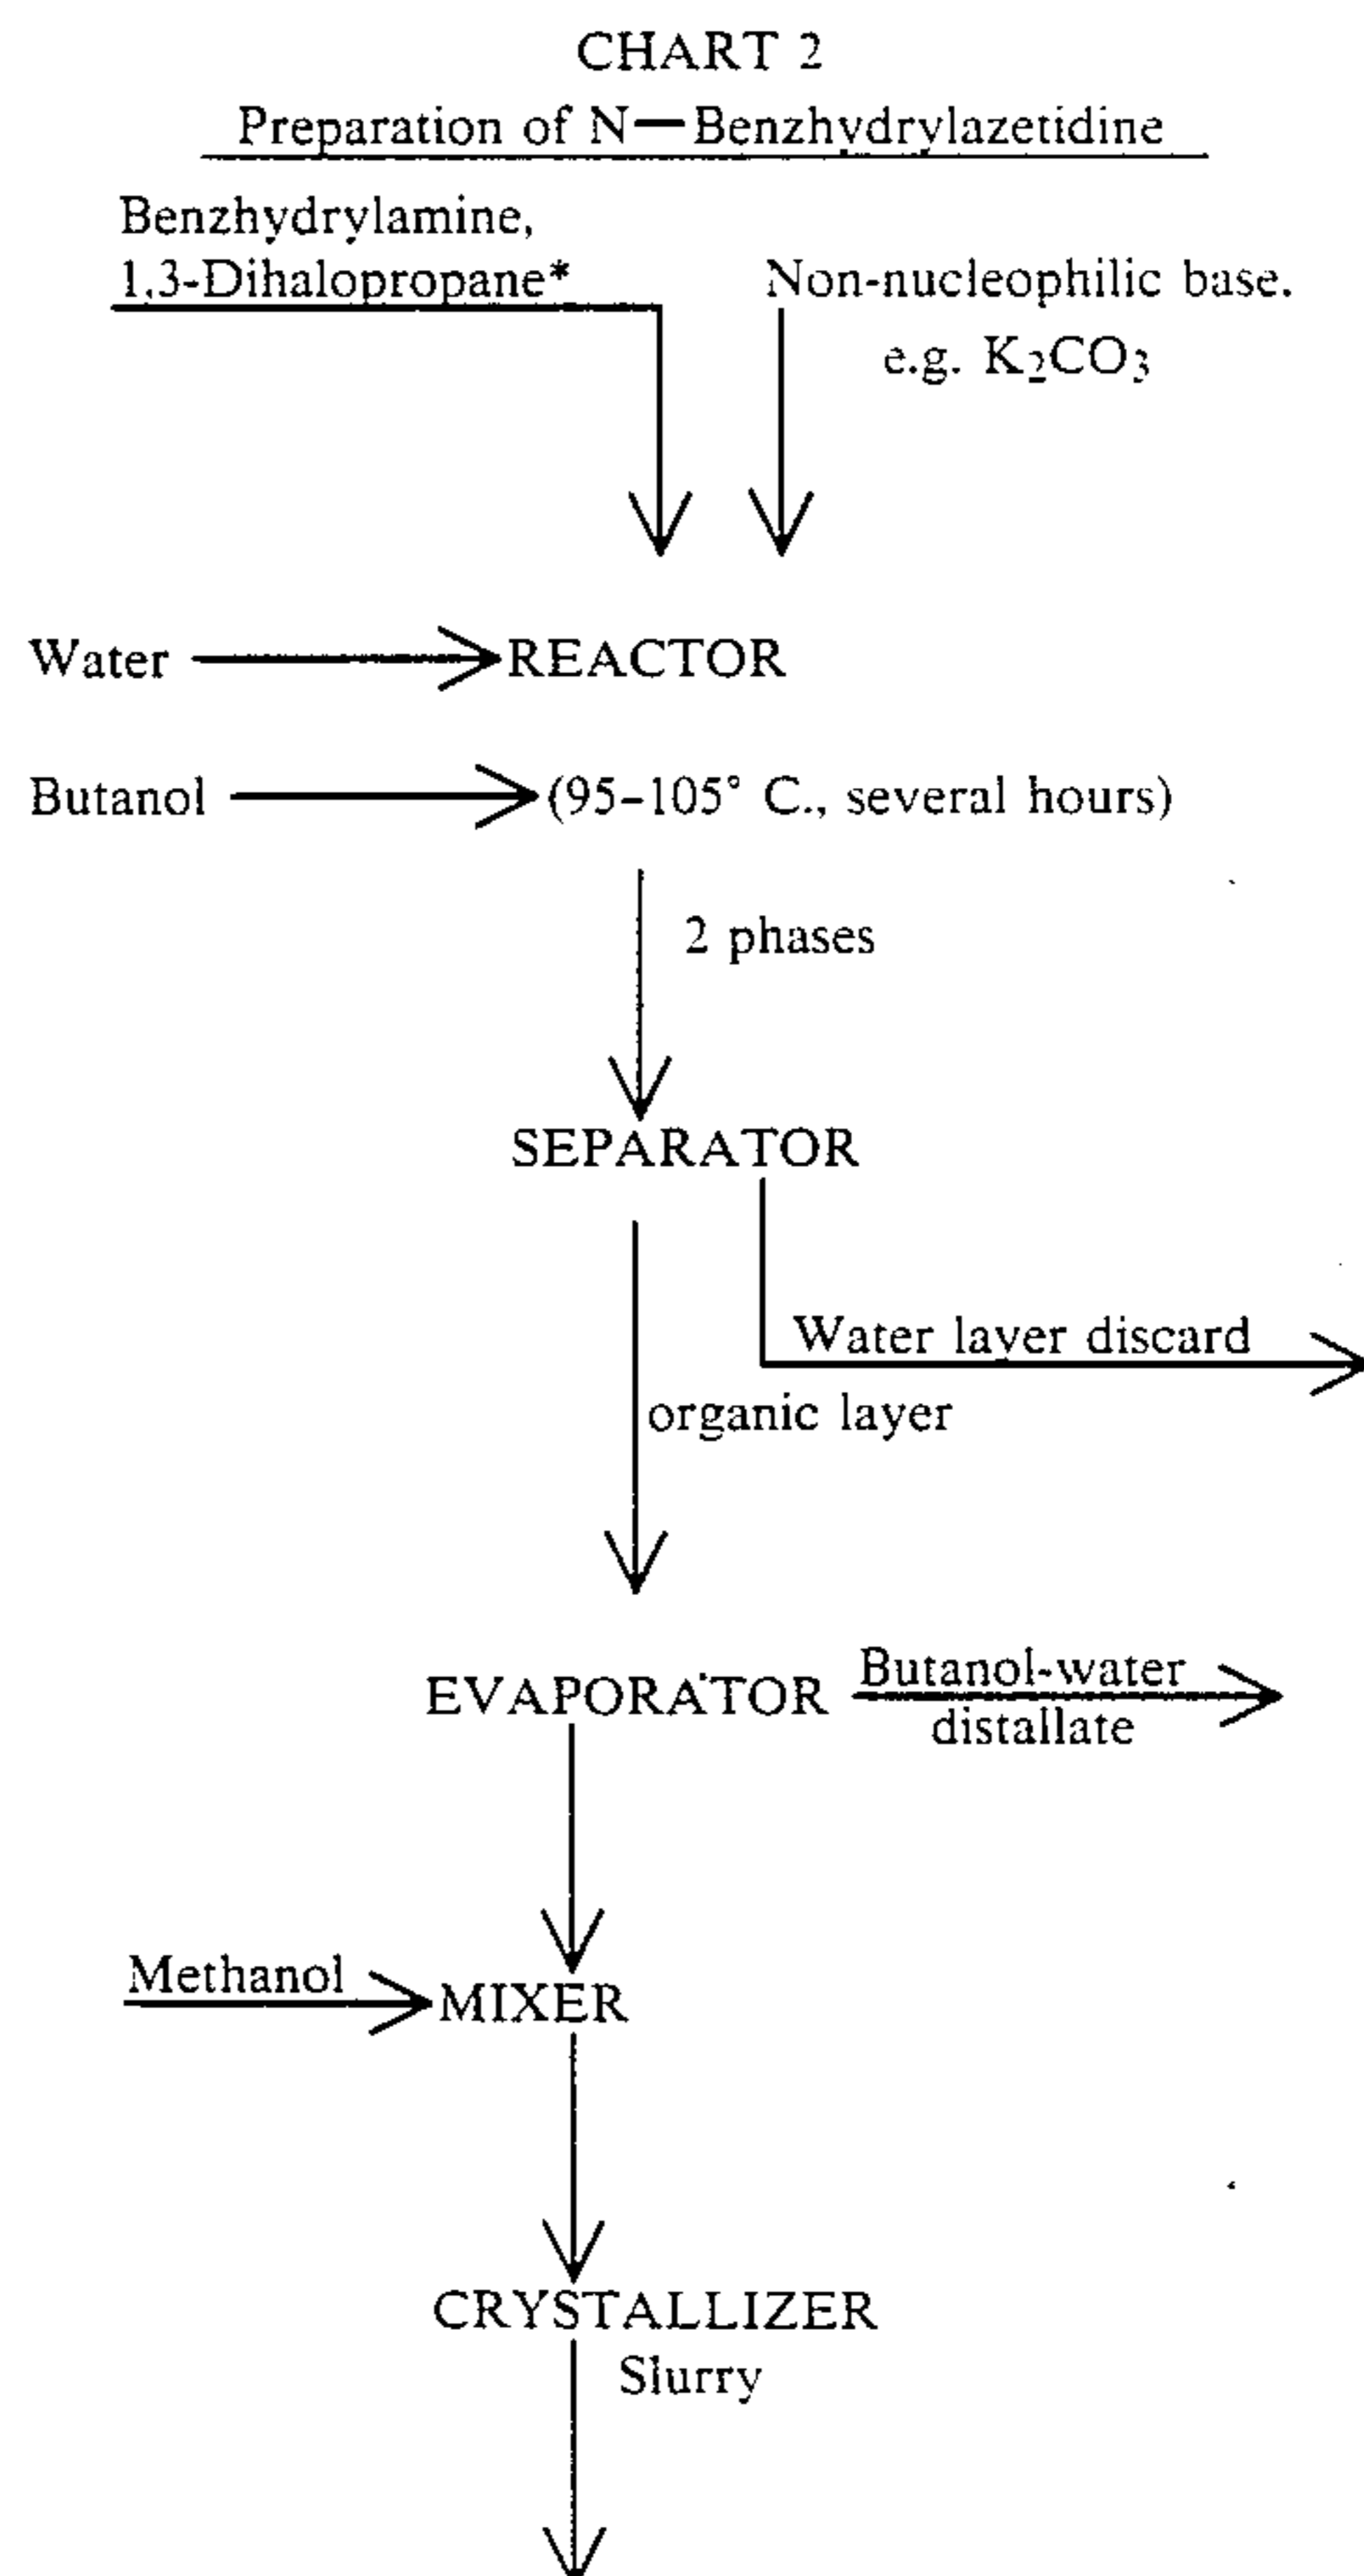 CHART 2
Preparation of N—Benzhydrylazetidine
Benzhydrylamine,
1,3-Dihalopropane*
Non-nucleophilic base.
e.g. K₂CO₃
Water
REACTOR
Butanol
(95–105° C., several hours)
2 phases
SEPARATOR
Water layer discard
organic layer
EVAPORATOR
Butanol-water
distallate
Methanol
MIXER
CRYSTALLIZER
Slurry